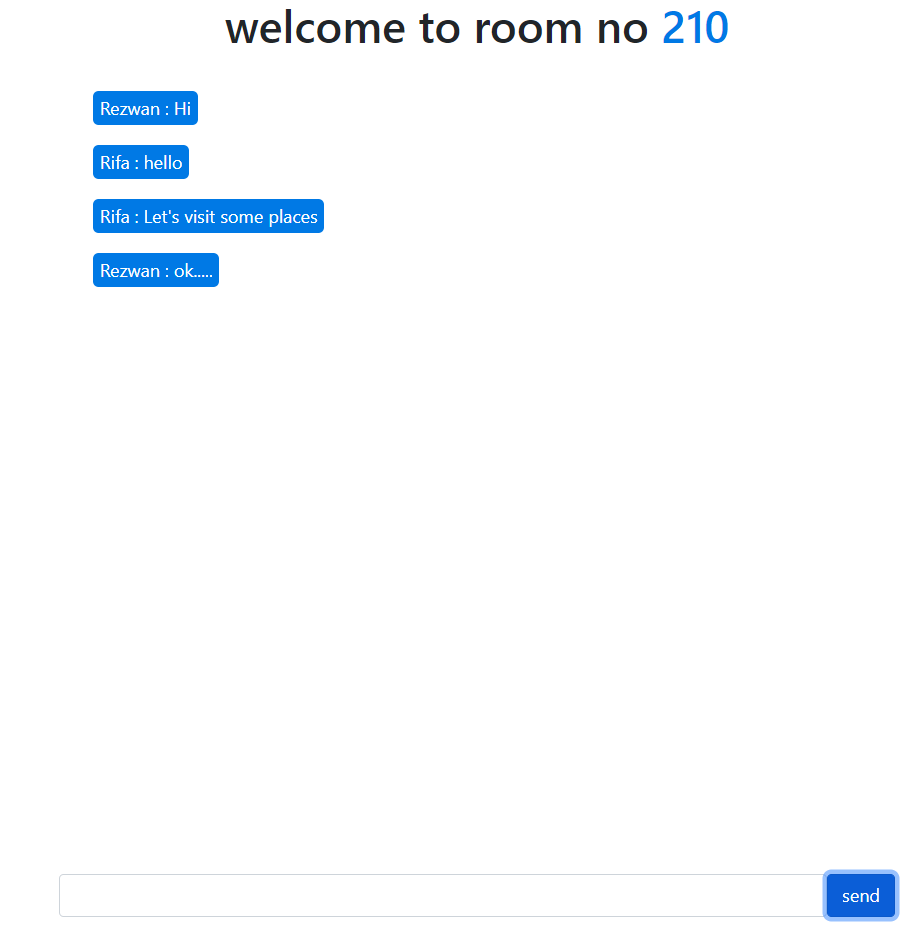 welcome to room no 210
Rezwan : Hi
Rifa : hello
Rifa : Let's visit some places
Rezwan : ok.....
send